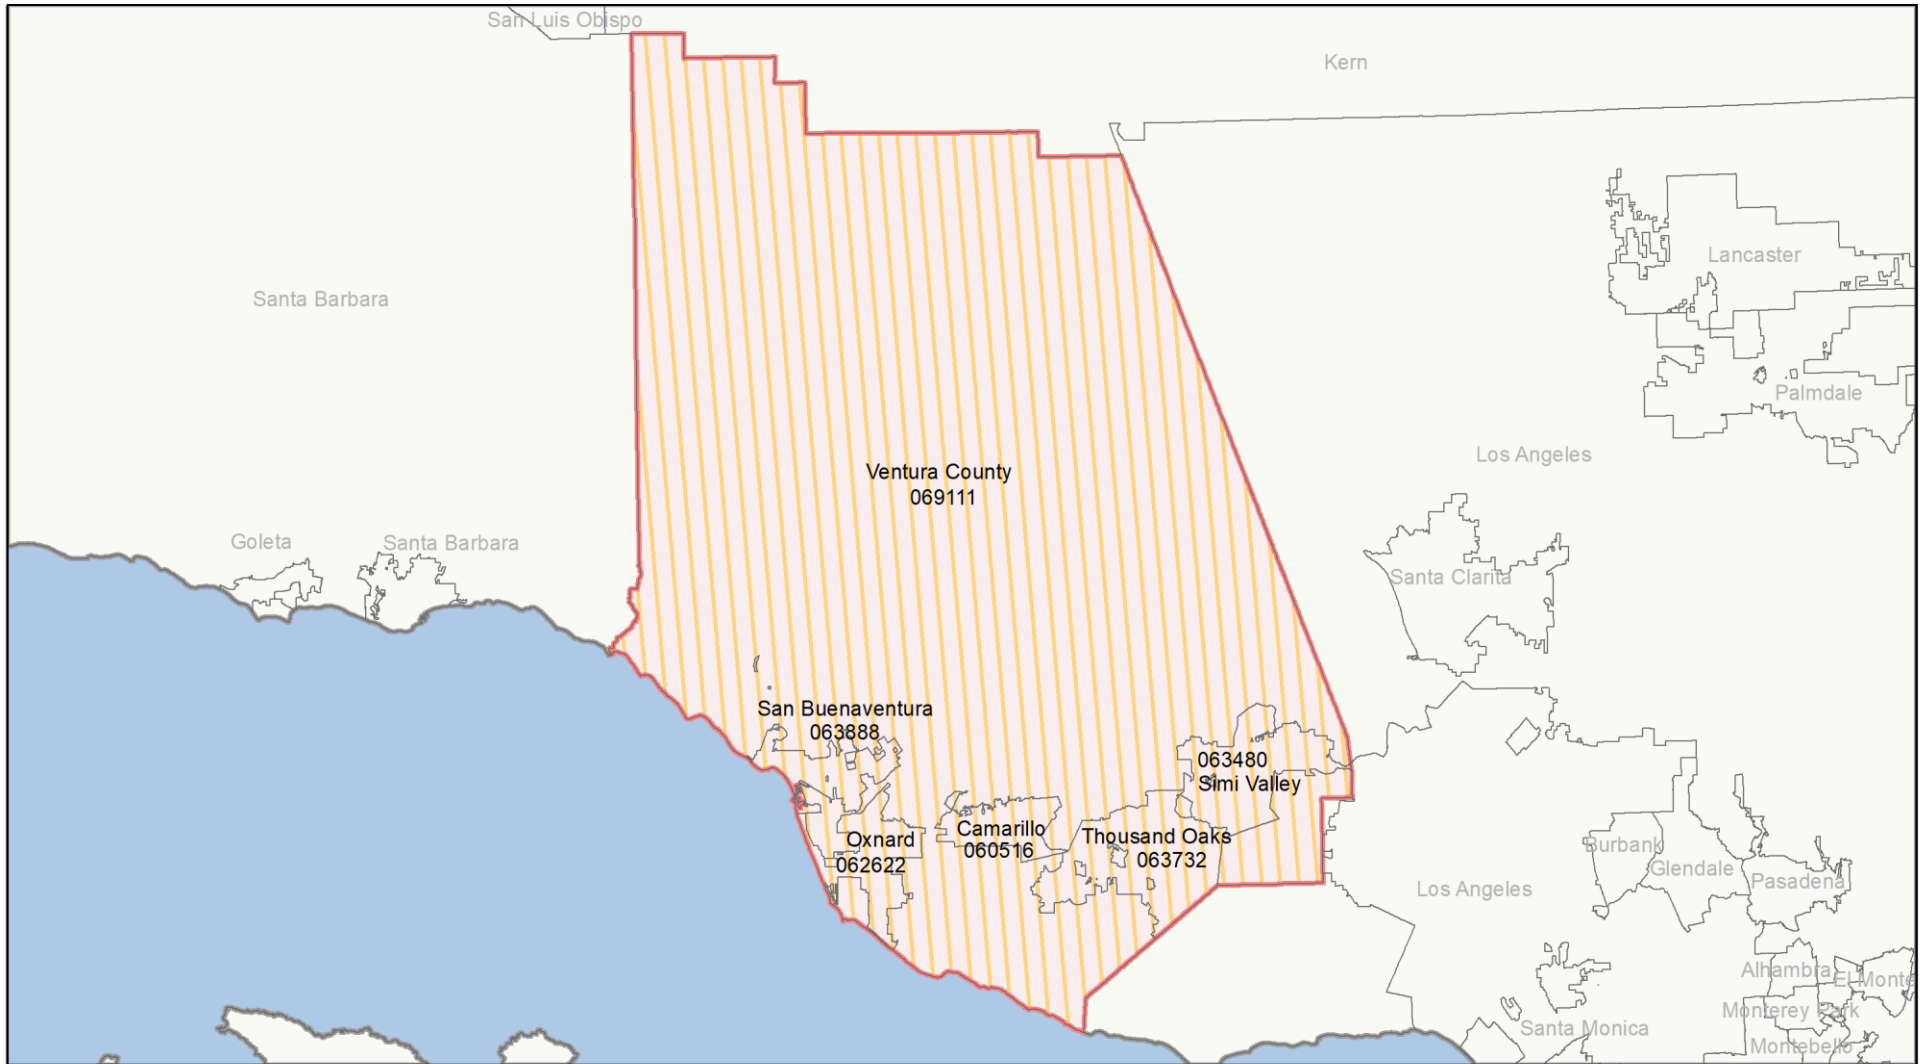 San Luis Obispo
Kern
Lancaster
Santa Barbara
Palmdale
Los Angeles
Ventura County
069111
Goleta
Santa Barbara
Santa Clarita
San Buenaventura
063888
063480
Simi Valley
Oxnard
062622
Camarillo
060516
Thousand Oaks
063732
Burbank
Glendale
Pasadena
Los Angeles
Alhambra
El Monte
Monterey Park
Santa Monica
Montebello